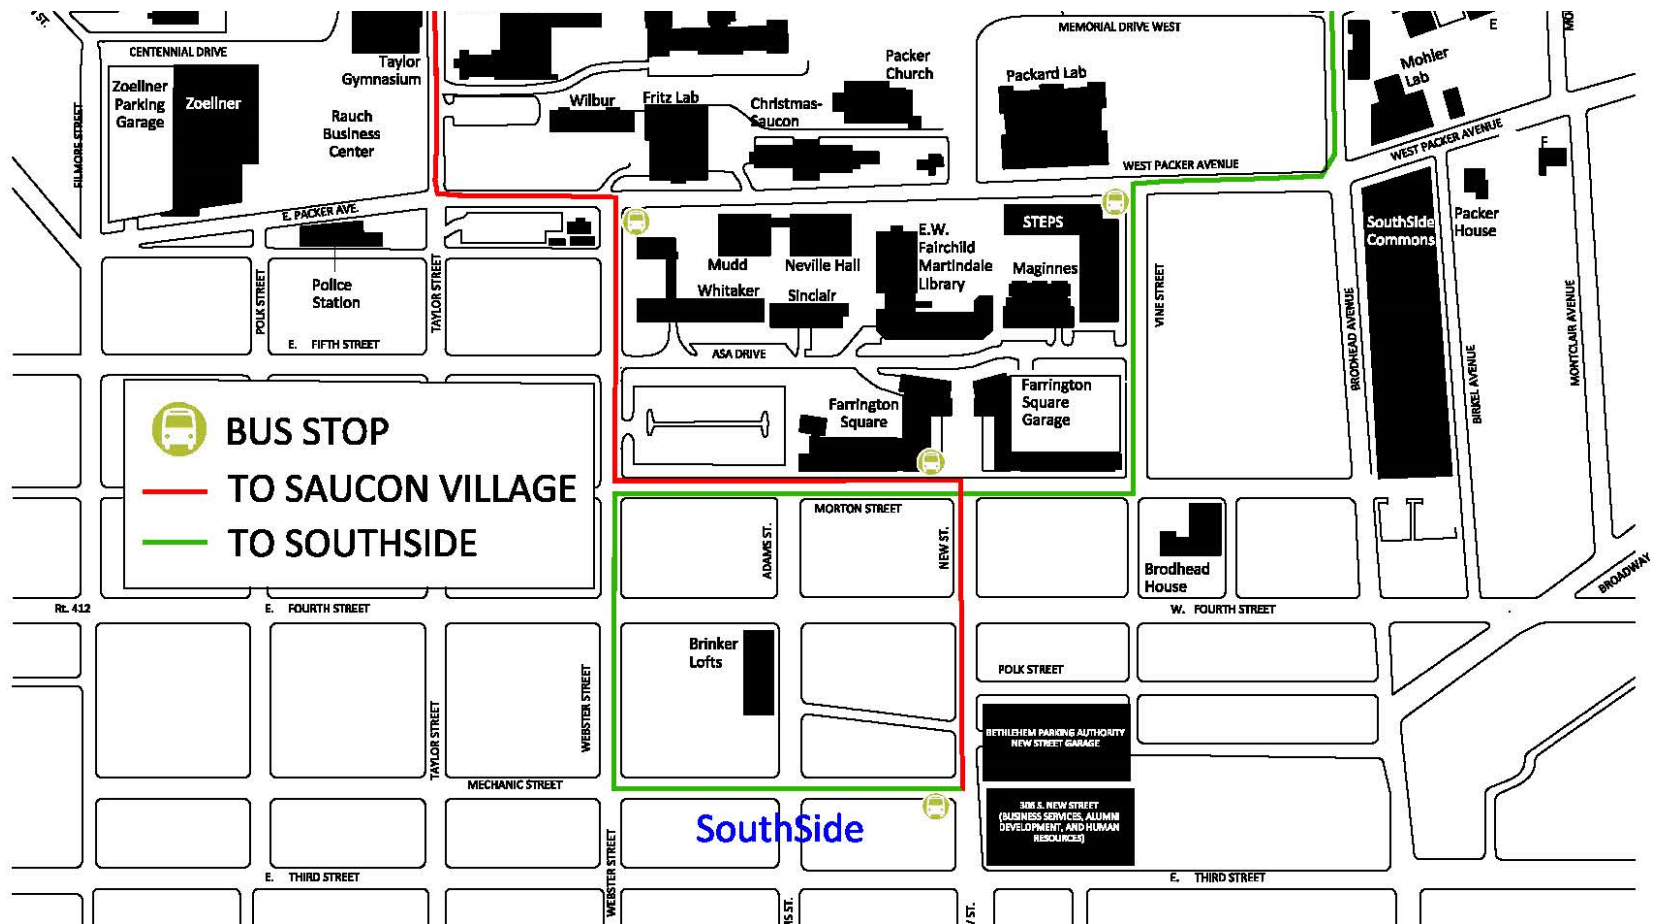 ST.
CENTENNIAL DRIVE
Taylor
Gymnasium
Zoellner
Parking
Garage
Zoellner
Rauch
Business
Center
FILMORE STREET
Wilbur
Fritz Lab
Christmas-
Saucon
Packer
Church
MEMORIAL DRIVE WEST
Packard Lab
Mohler
Lab
E
WEST PACKER AVENUE
WEST PACKER AVENUE
F
E. PACKER AVE.
Police
Station
POLK STREET
TAYLOR STREET
E. FIFTH STREET
Mudd
Neville Hall
Whitaker
Sinclair
E.W.
Fairchild
Martindale
Library
STEPS
Maginnes
ASA DRIVE
VINE STREET
SouthSide
Commons
Packer
House
BRODHEAD AVENUE
BIRKEL AVENUE
MONTCLAIR AVENUE
Farrington
Square
Farrington
Square
Garage
BUS STOP
TO SAUCON VILLAGE
TO SOUTHSIDE
MORTON STREET
ADAMS ST.
NEW ST.
Brodhead
House
BROADWAY
Rt. 412
E. FOURTH STREET
W. FOURTH STREET
Brinker
Lofts
POLK STREET
WEBSTER STREET
TAYLOR STREET
BETHLEHEM PARKING AUTHORITY
NEW STREET GARAGE
MECHANIC STREET
306 S. NEW STREET
(BUSINESS SERVICES, ALUMNI
DEVELOPMENT, AND HUMAN
RESOURCES)
SouthSide
WEBSTER STREET
E. THIRD STREET
E. THIRD STREET